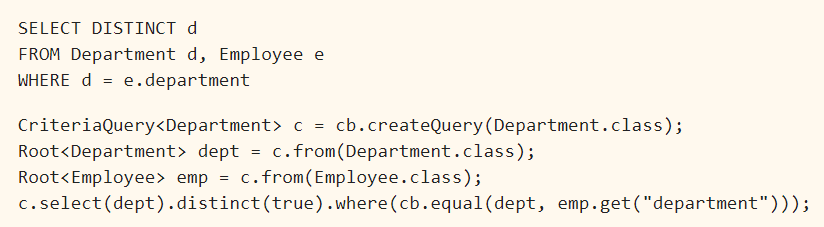 SELECT DISTINCT d
FROM Department d, Employee e
WHERE d = e.department
CriteriaQuery<Department> c = cb.createQuery(Department.class);
Root<Department> dept = c.from(Department.class);
Root<Employee> emp = c.from(Employee.class);
c.select(dept).distinct(true).where(cb.equal(dept, emp.get("department")));